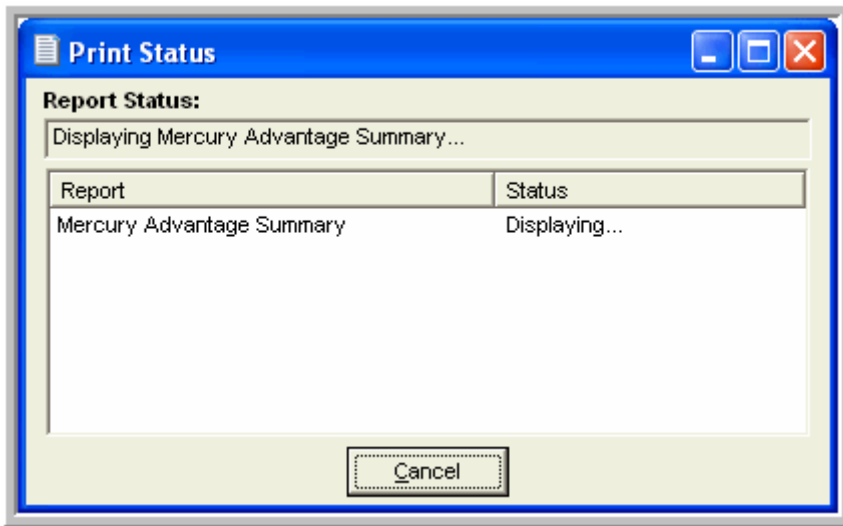 Print Status
Report Status:
Displaying Mercury Advantage Summary...
Report Status
Mercury Advantage Summary Displaying...
Cancel